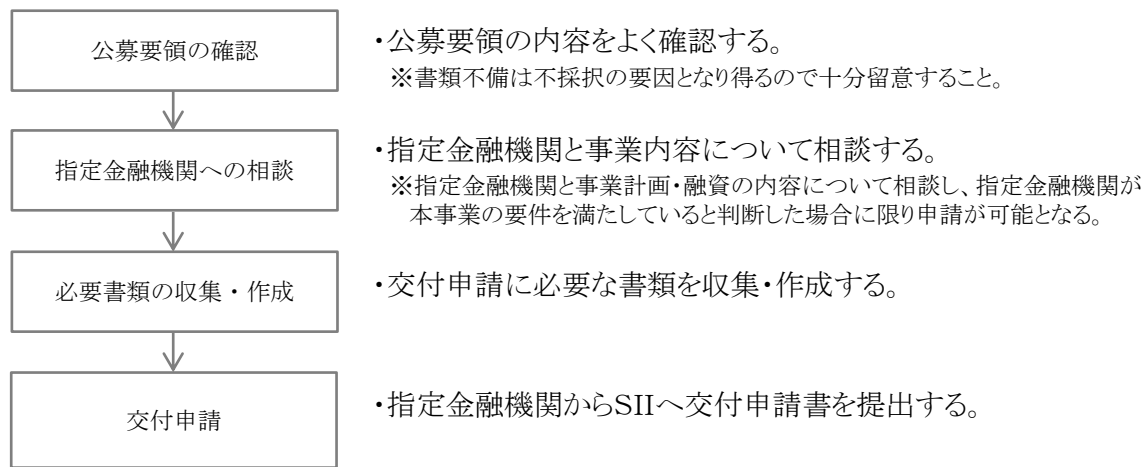 公募要領の確認
・公募要領の内容をよく確認する。
※書類不備は不採択の要因となり得るので十分留意すること。
指定金融機関への相談
・指定金融機関と事業内容について相談する。
※指定金融機関と事業計画・融資の内容について相談し、指定金融機関が
本事業の要件を満たしていると判断した場合に限り申請が可能となる。
必要書類の収集・作成
・交付申請に必要な書類を収集・作成する。
交付申請
・指定金融機関からSIIへ交付申請書を提出する。